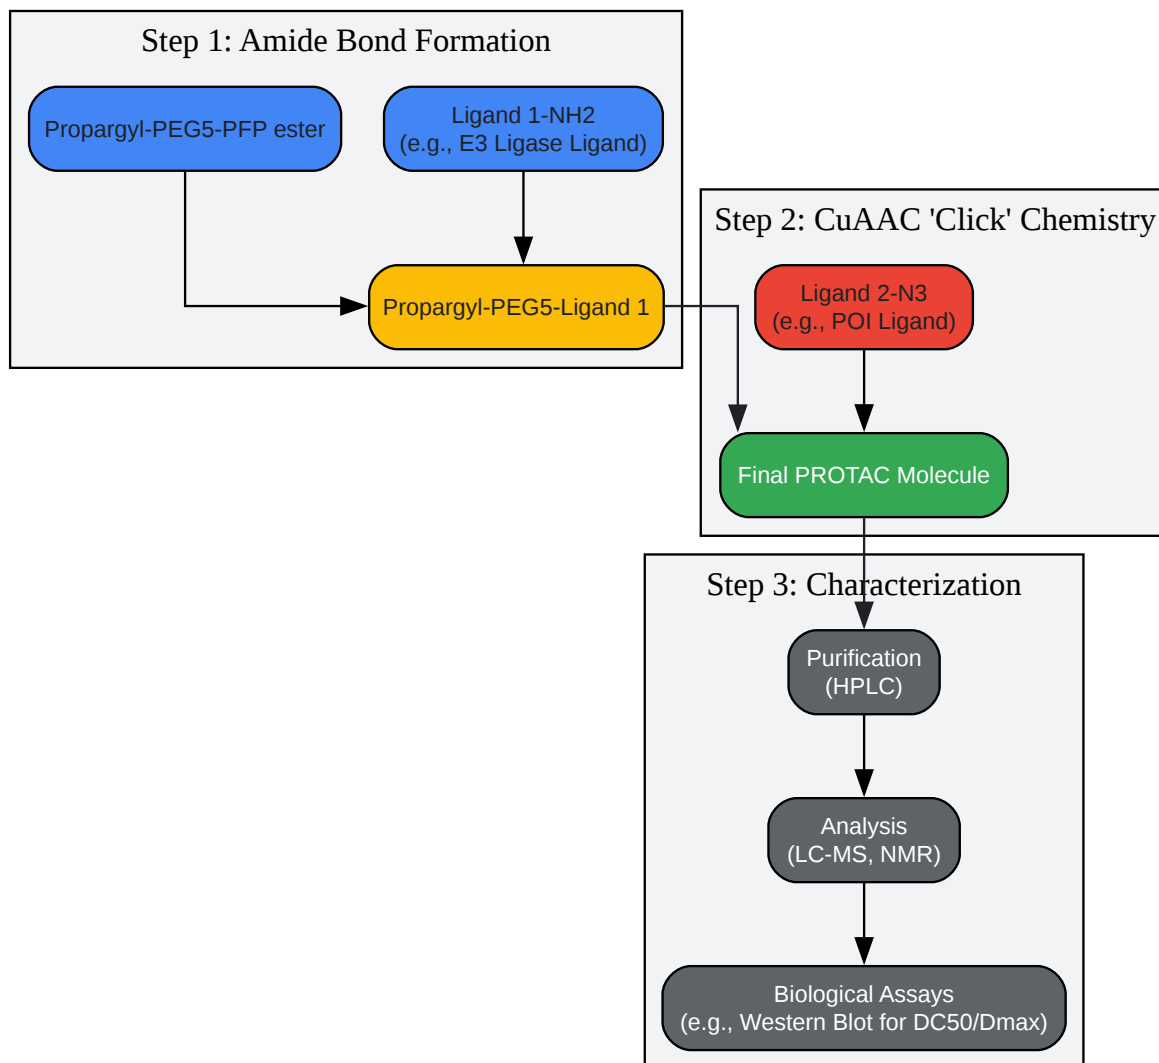 Step 1: Amide Bond Formation
Propargyl-PEG5-PFP ester
Ligand 1-NH2
(e.g., E3 Ligase Ligand)
Propargyl-PEG5-Ligand 1
Step 2: CuAAC 'Click' Chemistry
Ligand 2-N3
(e.g., POI Ligand)
Final PROTAC Molecule
Step 3: Characterization
Purification
(HPLC)
Analysis
(LC-MS, NMR)
Biological Assays
(e.g., Western Blot for DC50/Dmax)